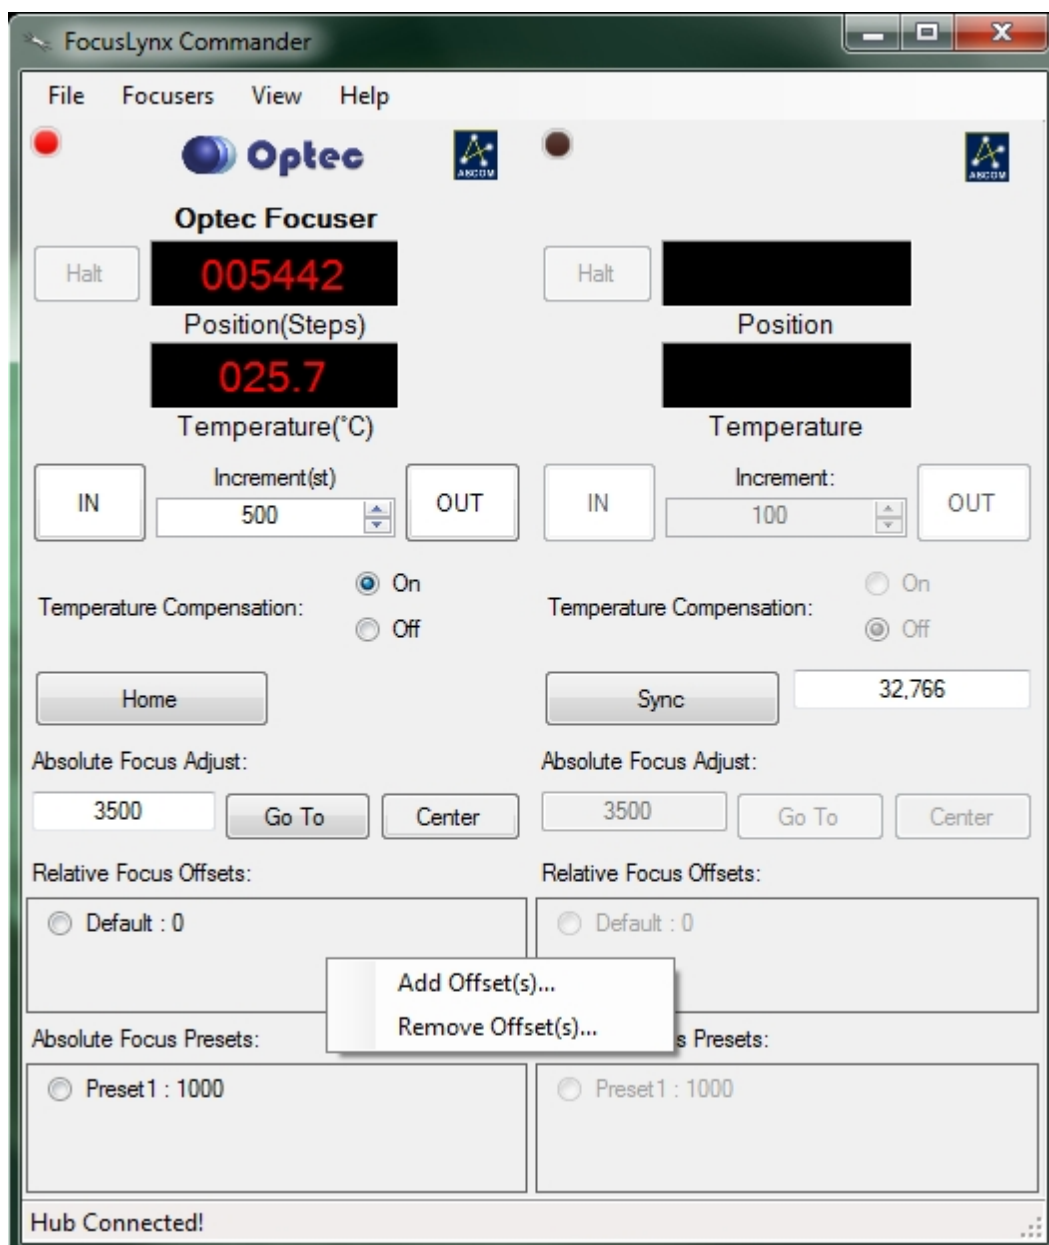 FocusLynx Commander
File Focusers View Help
Optec
ASCOM
ASCOM
Optec Focuser
Halt
005442
Position(Steps)
025.7
Temperature(°C)
Halt
Position
Temperature
IN
Increment(st)
500
OUT
IN
Increment:
100
OUT
Temperature Compensation:
On
Off
Temperature Compensation:
On
Off
Home
Sync
32,766
Absolute Focus Adjust:
3500
Go To
Center
Absolute Focus Adjust:
3500
Go To
Center
Relative Focus Offsets:
Default : 0
Relative Focus Offsets:
Default : 0
Add Offset(s)...
Remove Offset(s)...
Absolute Focus Presets:
Preset1 : 1000
s Presets:
Preset1 : 1000
Hub Connected!